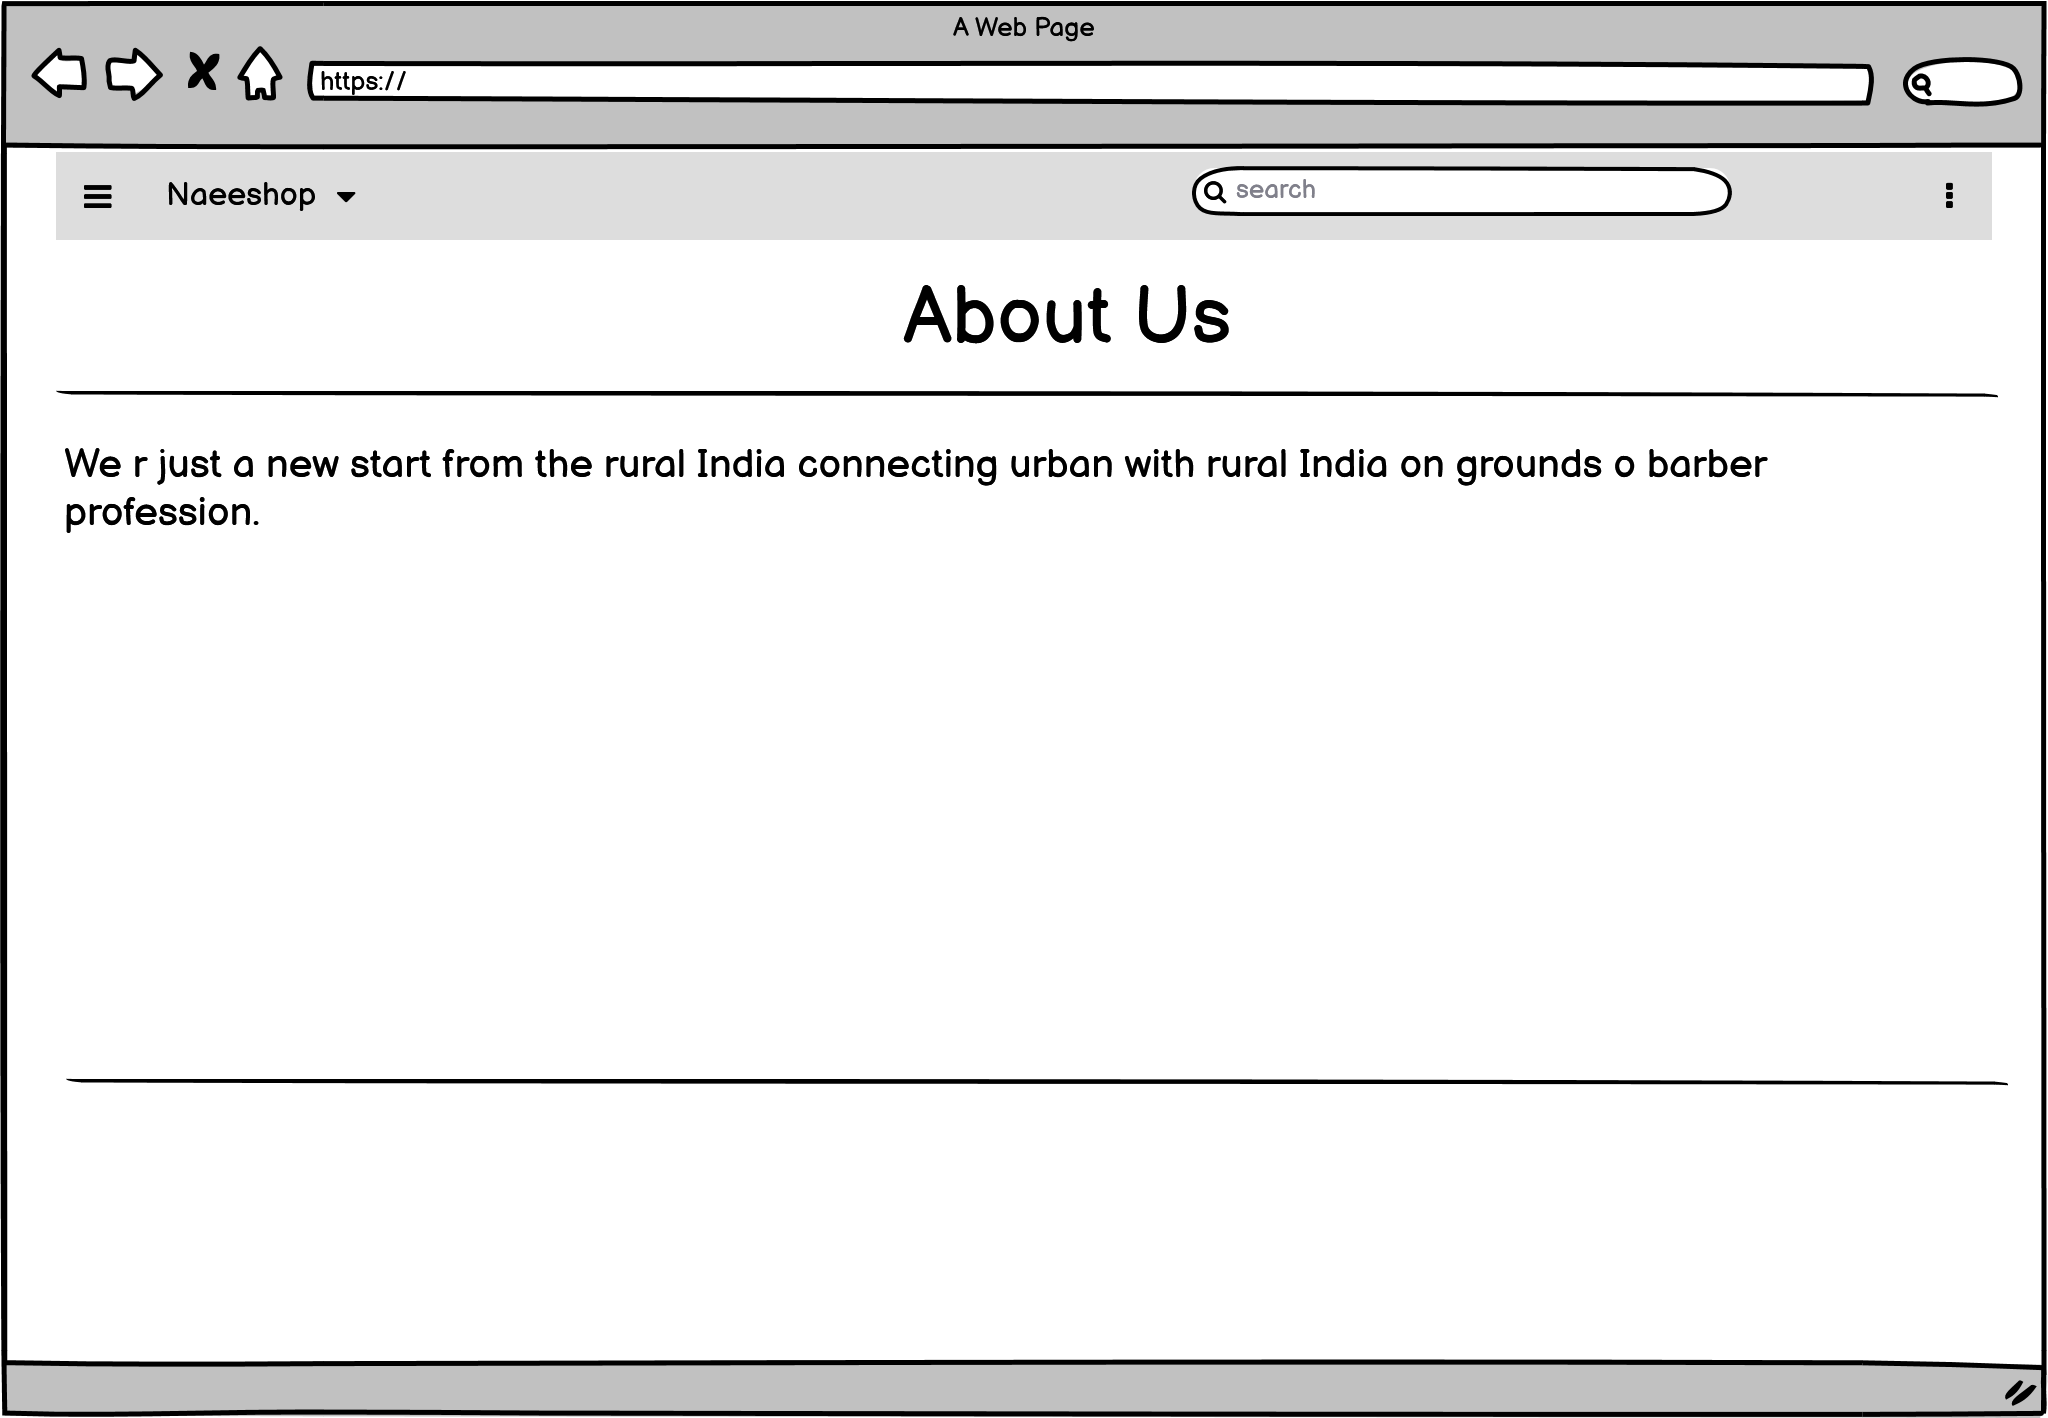 A Web Page
https://
Naeeshop
search
About Us
We r just a new start from the rural India connecting urban with rural India on grounds o barber
profession.